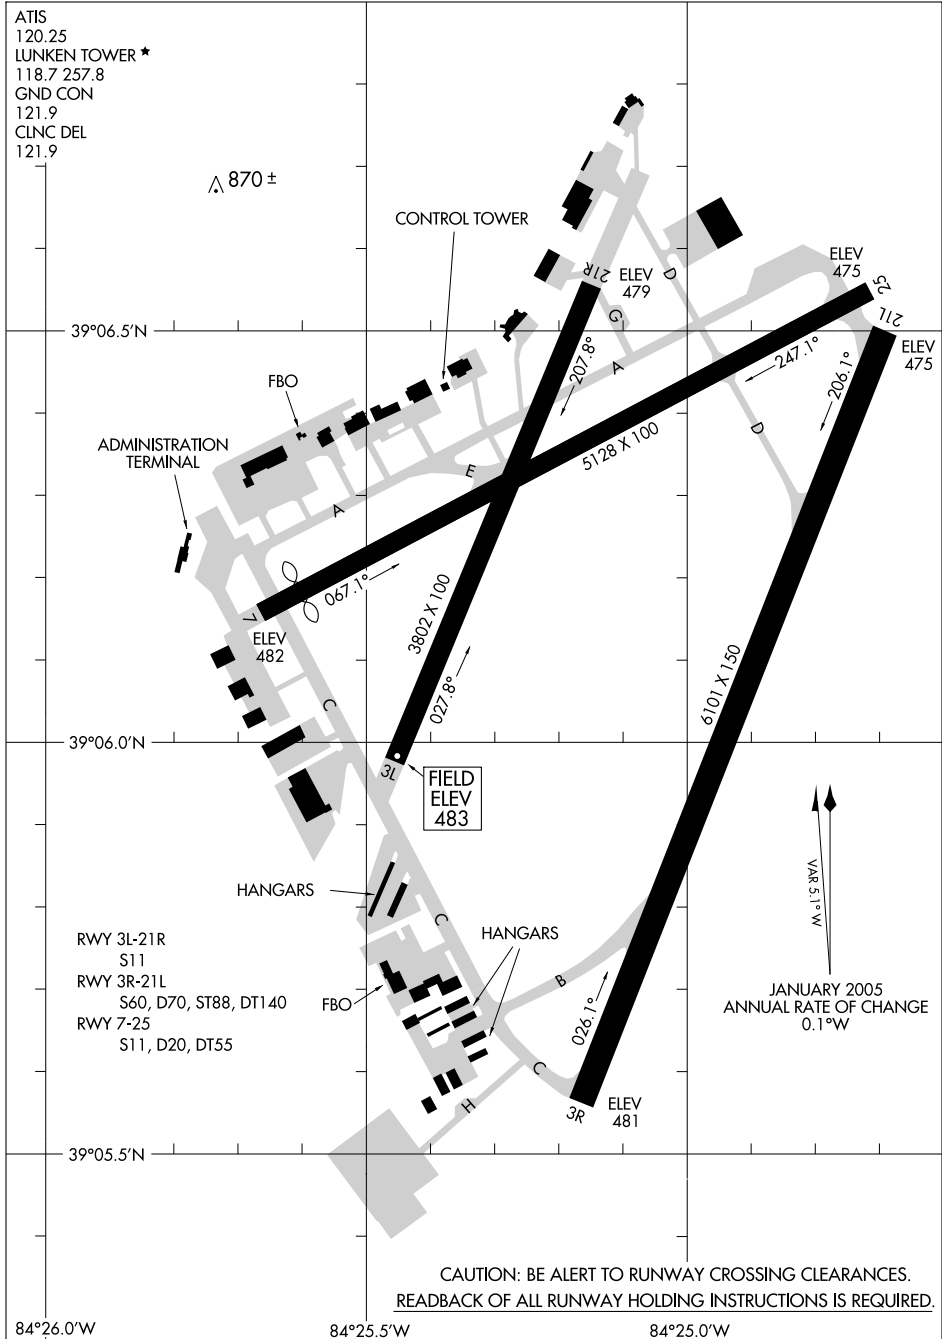 ATIS
120.25
LUNKEN TOWER ★
118.7 257.8
GND CON
121.9
CLNC DEL
121.9
870 ±
CONTROL TOWER
21R
ELEV
479
D
ELEV
475
25
21L
ELEV
475
G
39°06.5'N
207.8°
A
247.1°
206.1°
FBO
D
5128 X 100
ADMINISTRATION
TERMINAL
E
A
067.1°
7
ELEV
482
3802 X 100
027.8°
C
6101 X 150
39°06.0'N
3L
FIELD
ELEV
483
VAR 5.1° W
HANGARS
C
HANGARS
RWY 3L-21R
S11
RWY 3R-21L
S60, D70, ST88, DT140
RWY 7-25
S11, D20, DT55
FBO
B
026.1°
JANUARY 2005
ANNUAL RATE OF CHANGE
0.1°W
C
H
3R
ELEV
481
39°05.5'N
CAUTION: BE ALERT TO RUNWAY CROSSING CLEARANCES.
READBACK OF ALL RUNWAY HOLDING INSTRUCTIONS IS REQUIRED.
84°26.0'W
84°25.5'W
84°25.0'W